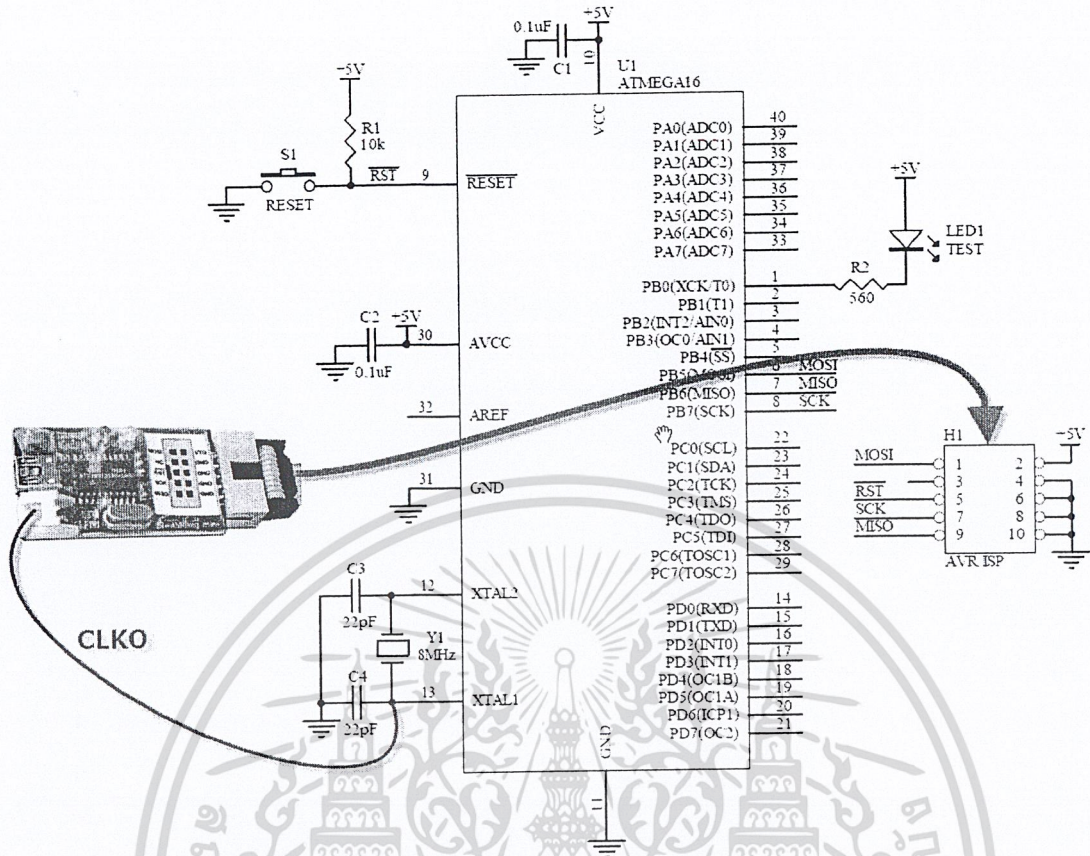 +5V
0.1uF
C1
10
VCC
U1
ATMEGA16
+5V
R1
10k
S1
RESET
RST
9
RESET
C2
+5V
0.1uF
30
AVCC
32
AREF
31
GND
C3
22pF
12
XTAL2
Y1
8MHz
C4
22pF
13
XTAL1
CLKO
GND
11
PA0(ADC0) 40
PA1(ADC1) 39
PA2(ADC2) 38
PA3(ADC3) 37
PA4(ADC4) 36
PA5(ADC5) 35
PA6(ADC6) 34
PA7(ADC7) 33
PB0(XCK/T0) 1
PB1(T1) 2
PB2(INT2/AIN0) 3
PB3(OC0/AIN1) 4
PB4(SS) 5
PB5(MOSI) 6 MOSI
PB6(MISO) 7 MISO
PB7(SCK) 8 SCK
PC0(SCL) 22
PC1(SDA) 23
PC2(TCK) 24
PC3(TMS) 25
PC4(TDO) 26
PC5(TDI) 27
PC6(TOSC1) 28
PC7(TOSC2) 29
PD0(RXD) 14
PD1(TXD) 15
PD2(INT0) 16
PD3(INT1) 17
PD4(OC1B) 18
PD5(OC1A) 19
PD6(ICP1) 20
PD7(OC2) 21
+5V
LED1
TEST
R2
560
H1
+5V
MOSI 1 2
3 4
RST 5 6
SCK 7 8
MISO 9 10
AVR ISP